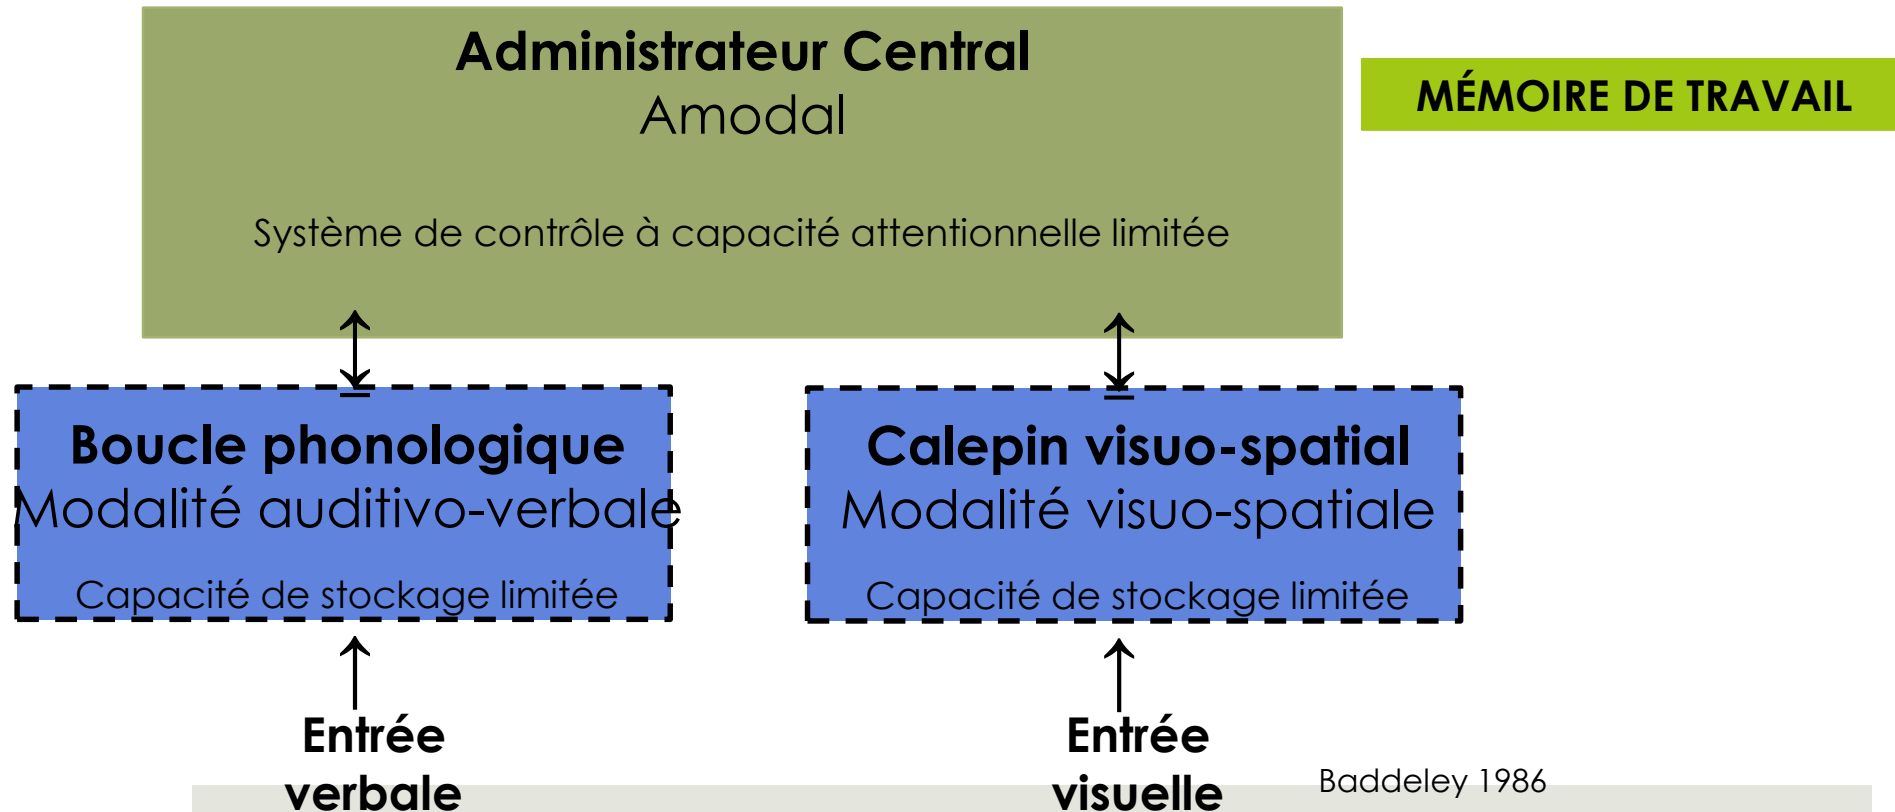 Administrateur Central
Amodal
MÉMOIRE DE TRAVAIL
Système de contrôle à capacité attentionnelle limitée
Boucle phonologique
Modalité auditivo-verbale
Capacité de stockage limitée
Calepin visuo-spatial
Modalité visuo-spatiale
Capacité de stockage limitée
Entrée
verbale
Entrée
visuelle
Baddeley 1986